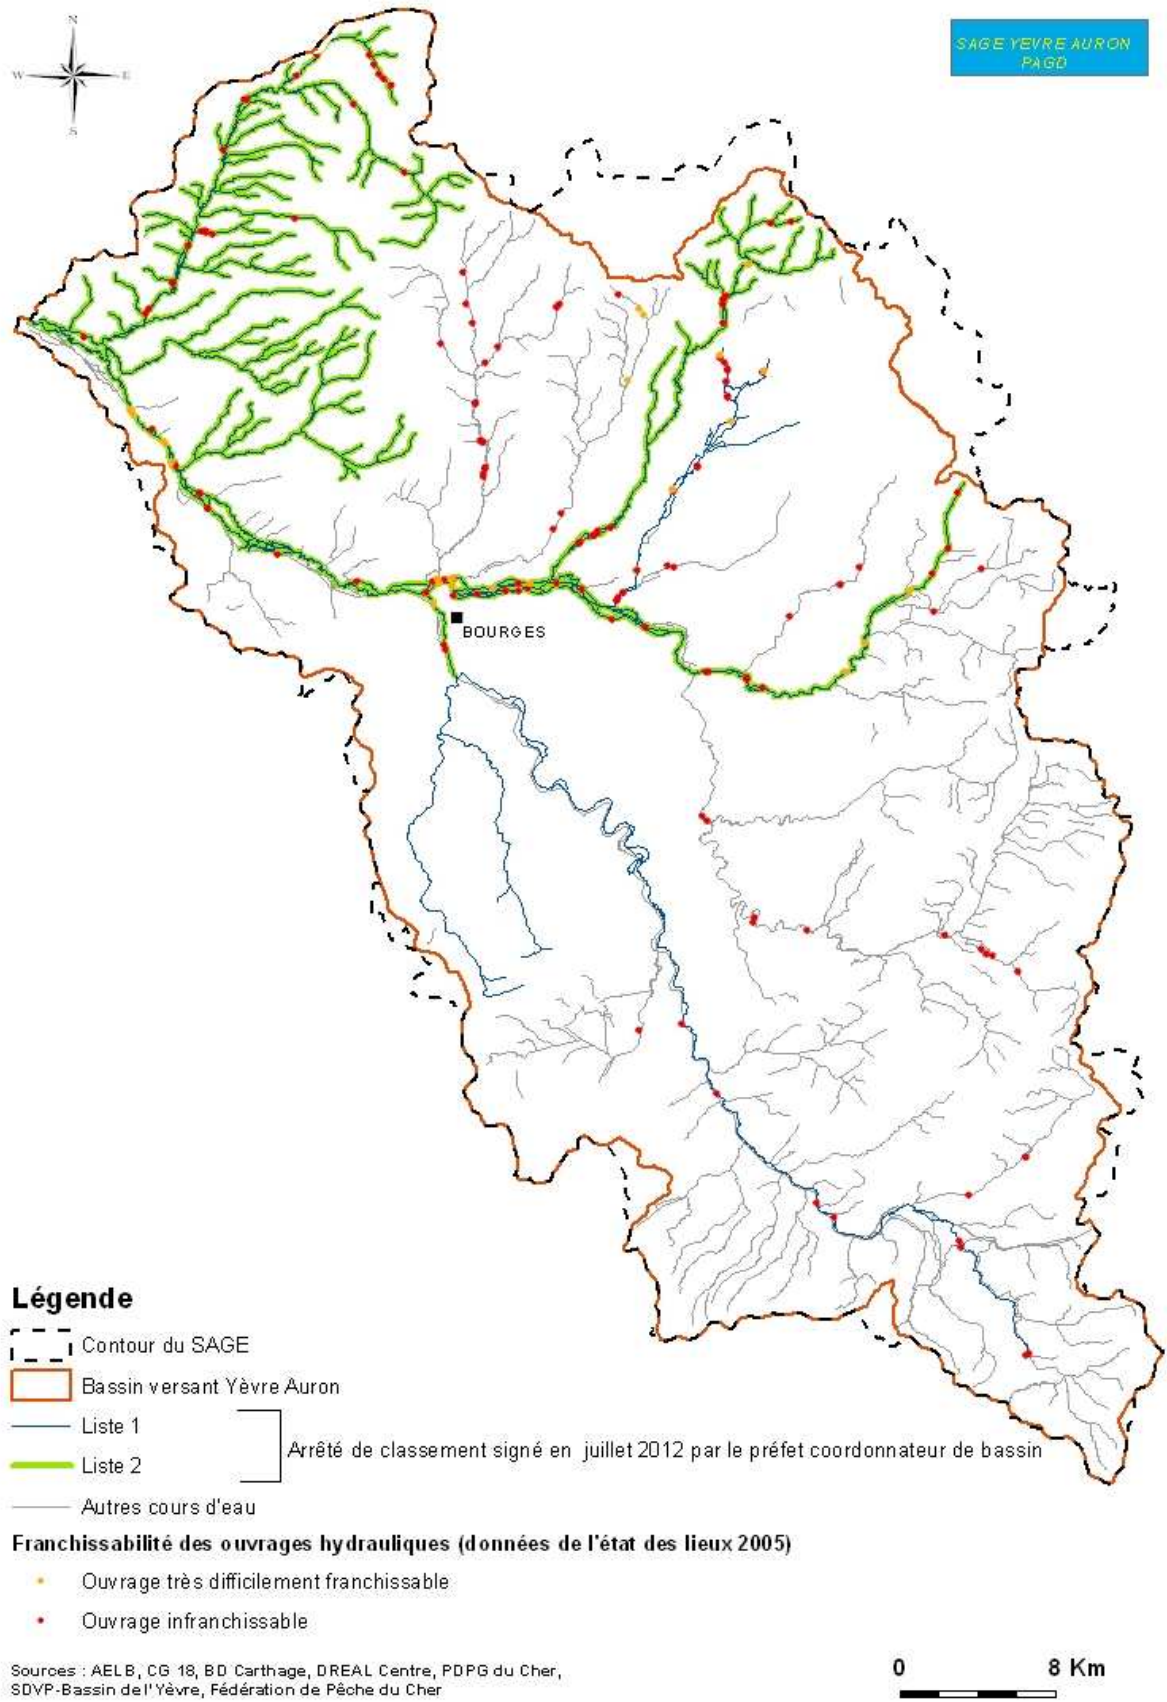 N
W
E
S
SAGE YEVRE AURON
PAGD
BOURGES
Légende
Contour du SAGE
Bassin versant Yèvre Auron
Liste 1
Liste 2
Arrêté de classement signé en juillet 2012 par le préfet coordonnateur de bassin
Autres cours d'eau
Franchissabilité des ouvrages hydrauliques (données de l'état des lieux 2005)
Ouvrage très difficilement franchissable
Ouvrage infranchissable
Sources : AELB, CG 18, BD Carthage, DREAL Centre, PDPG du Cher,
SDVP-Bassin de l'Yèvre, Fédération de Pêche du Cher
0 8 Km